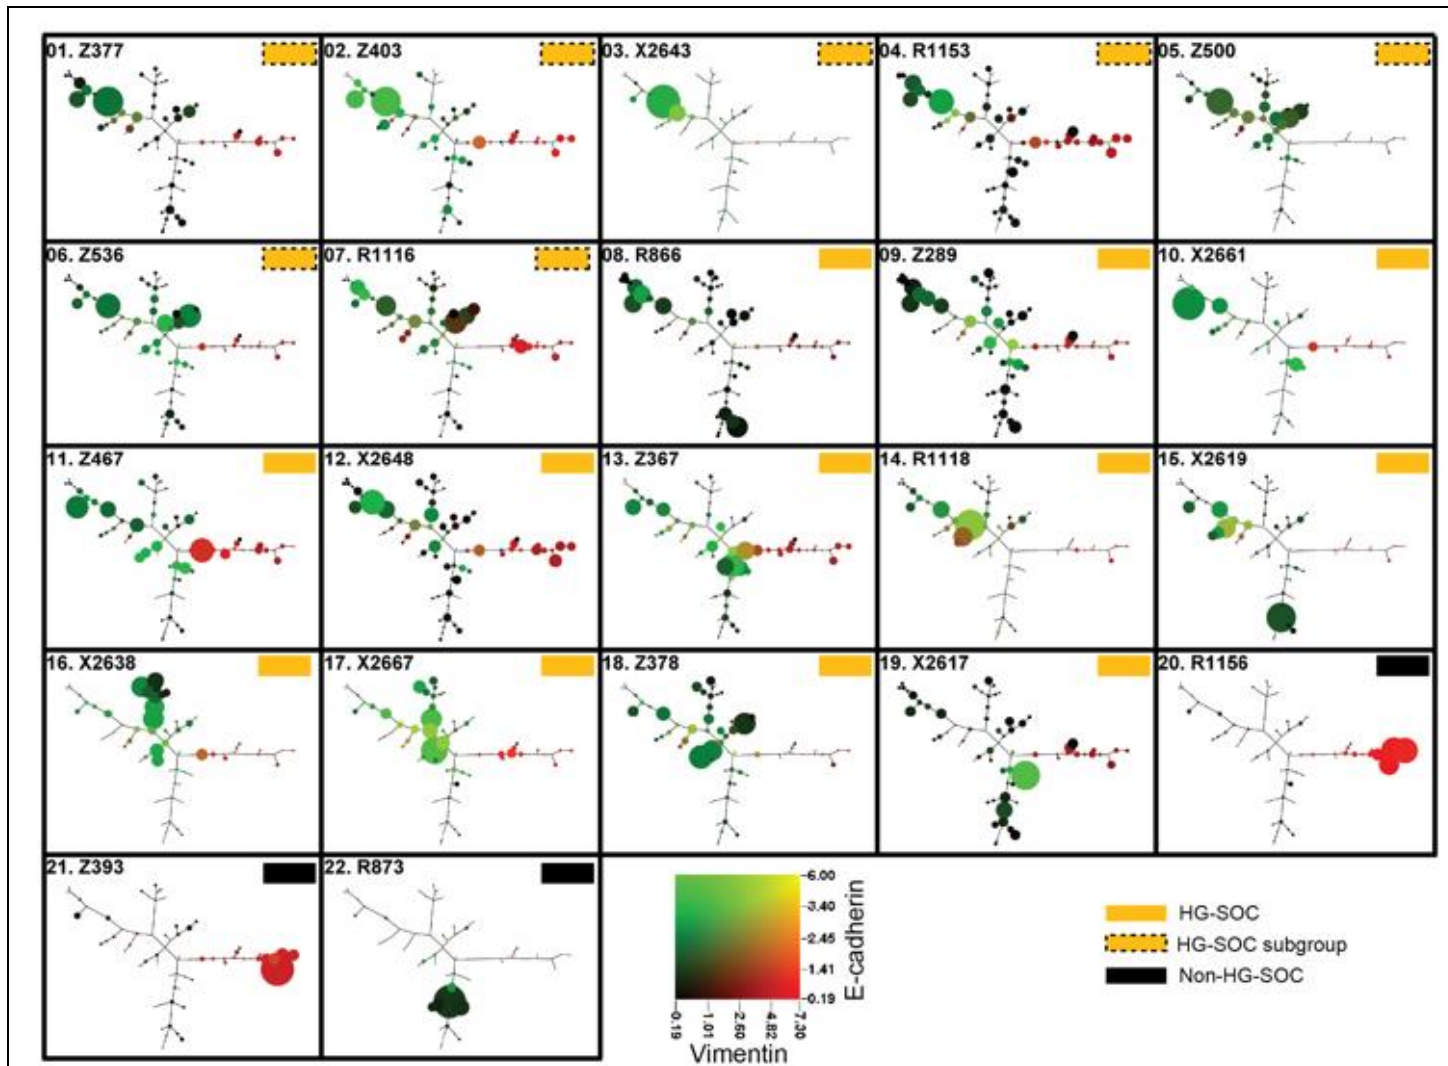 01. Z377
02. Z403
03. X2643
04. R1153
05. Z500
06. Z536
07. R1116
08. R866
09. Z289
10. X2661
11. Z467
12. X2648
13. Z367
14. R1118
15. X2619
16. X2638
17. X2667
18. Z378
19. X2617
20. R1156
21. Z393
22. R873
6.00
3.40
2.45
1.41
0.19
E-cadherin
0.19
1.01
2.60
4.82
7.30
Vimentin
HG-SOC
HG-SOC subgroup
Non-HG-SOC